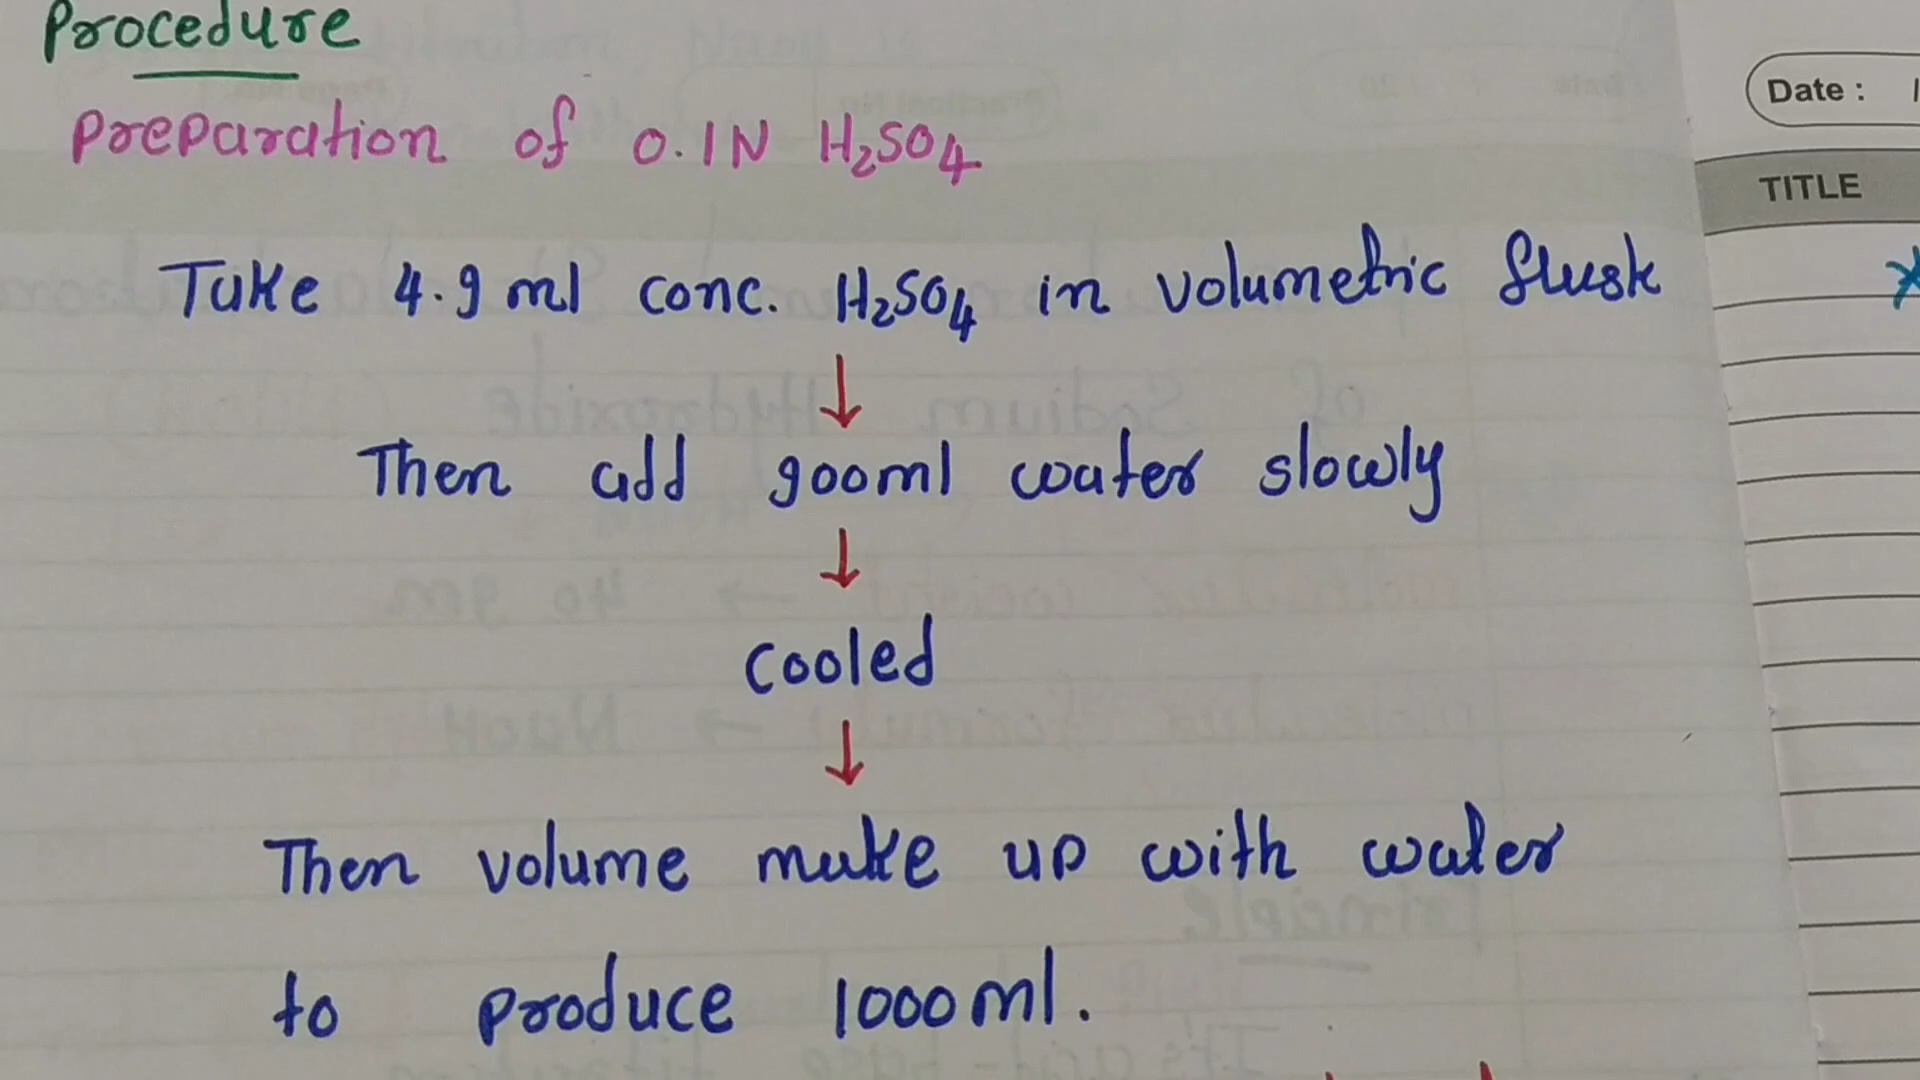 Procedure
Preparation of 0.1N H₂SO₄.
Take 4.9 ml conc. H₂SO₄ in volumetric flask
↓
Then add 900ml water slowly
↓
cooled
↓
Then volume make up with water
to produce 1000ml.
Date :
TITLE